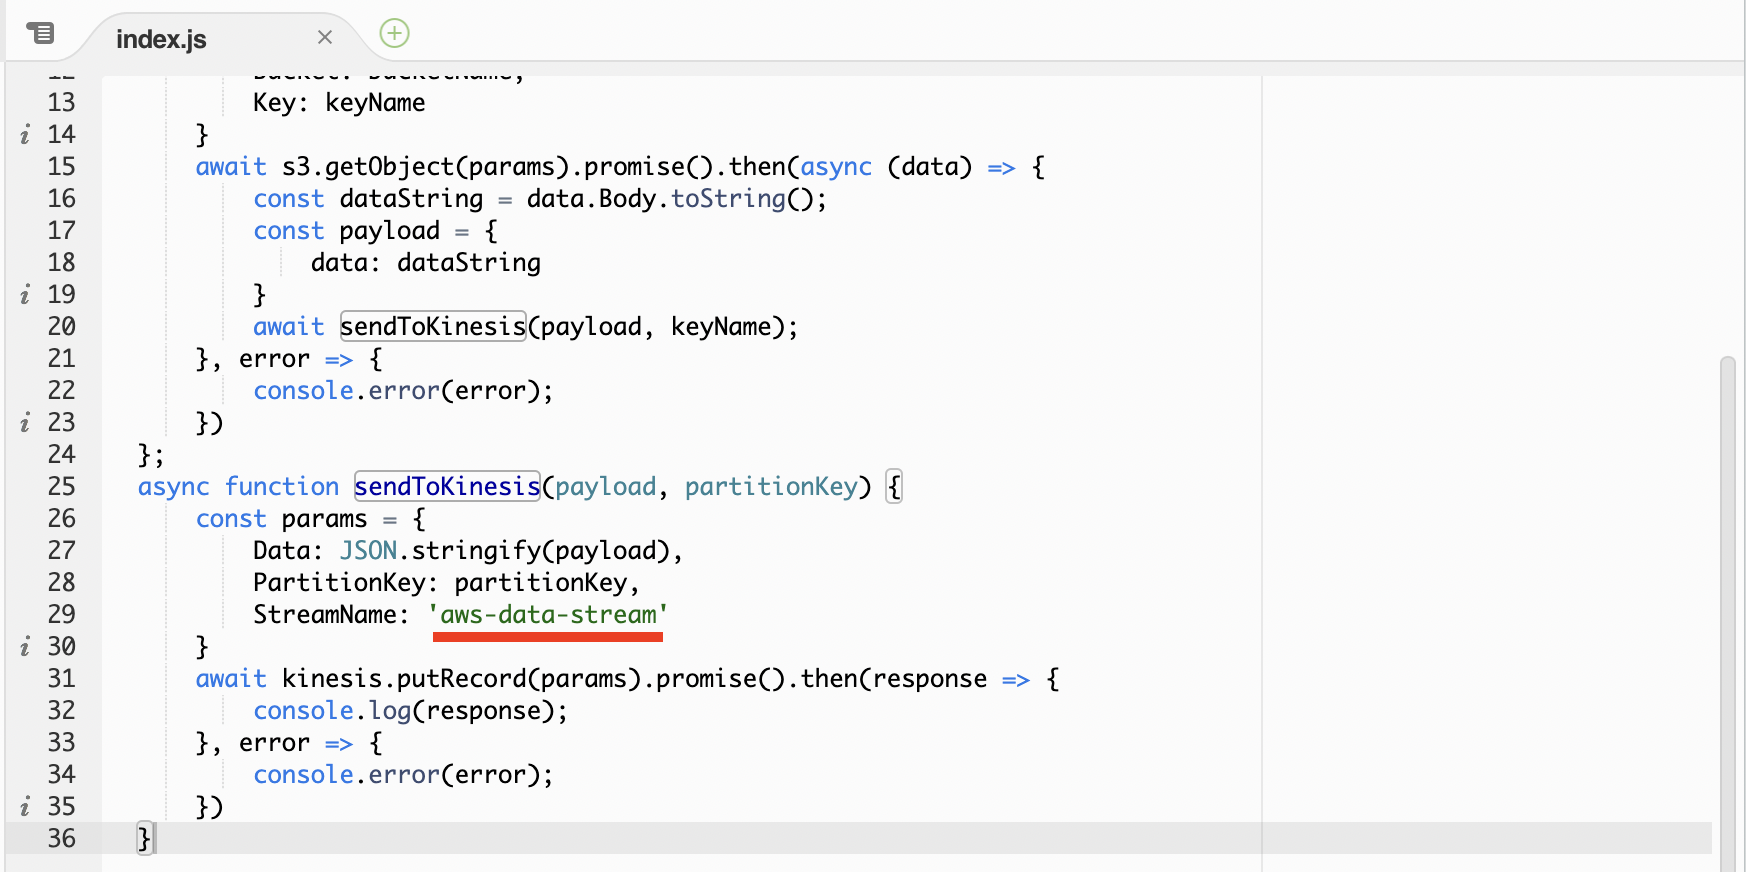 index.js
12 Bucket: bucketName,
13 Key: keyName
i 14 }
15 await s3.getObject(params).promise().then(async (data) => {
16 const dataString = data.Body.toString();
17 const payload = {
18 data: dataString
i 19 }
20 await sendToKinesis(payload, keyName);
21 }, error => {
22 console.error(error);
i 23 })
24 };
25 async function sendToKinesis(payload, partitionKey) {
26 const params = {
27 Data: JSON.stringify(payload),
28 PartitionKey: partitionKey,
29 StreamName: 'aws-data-stream'
i 30 }
31 await kinesis.putRecord(params).promise().then(response => {
32 console.log(response);
33 }, error => {
34 console.error(error);
i 35 })
36 }